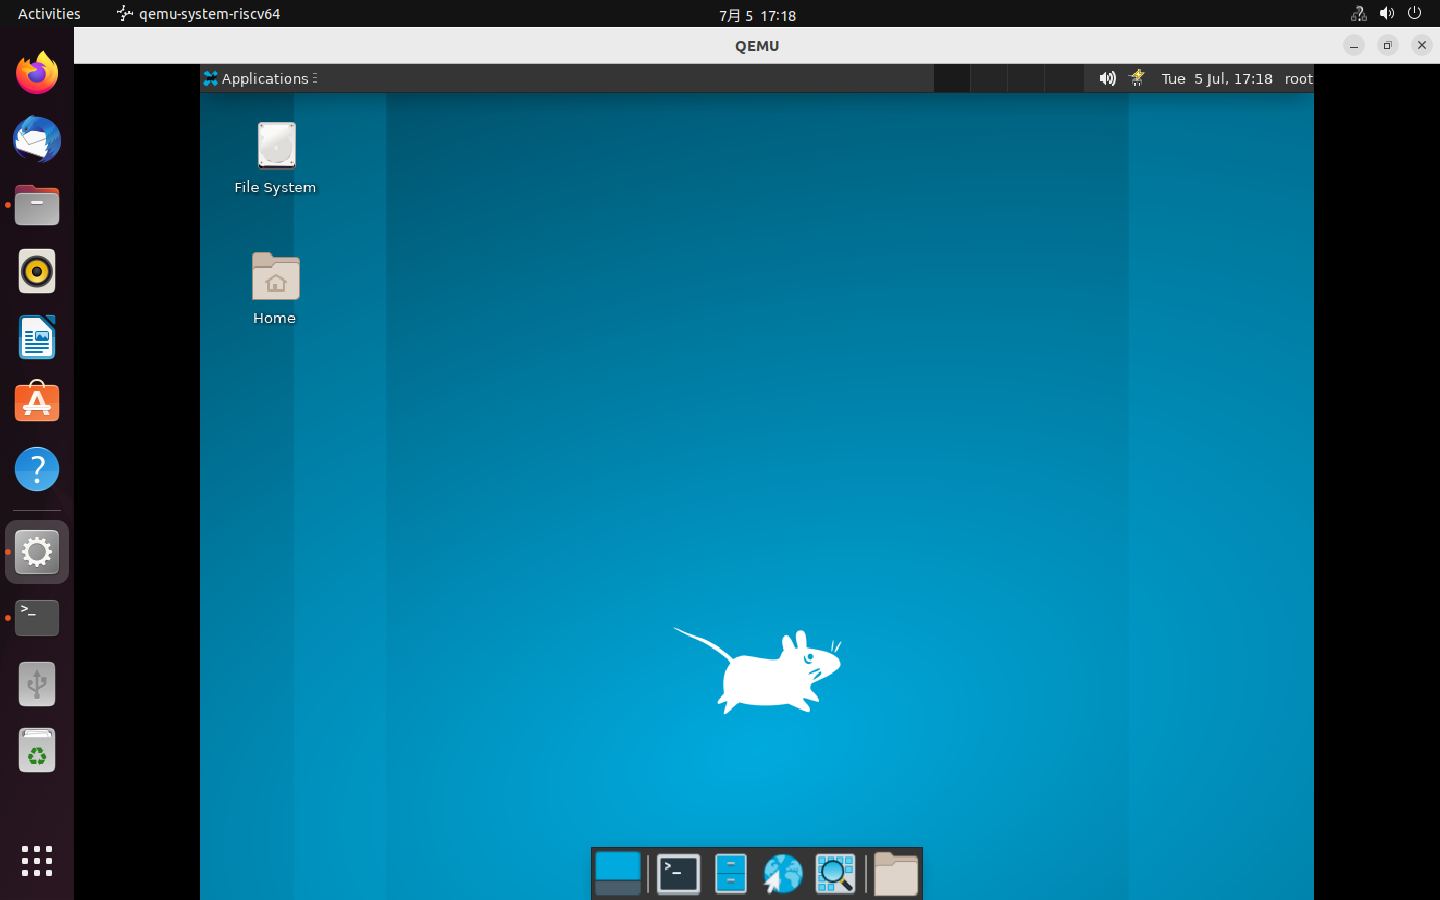 Activities
qemu-system-riscv64
7月 5 17:18
QEMU
Applications
Tue 5 Jul, 17:18
root
File System
Home